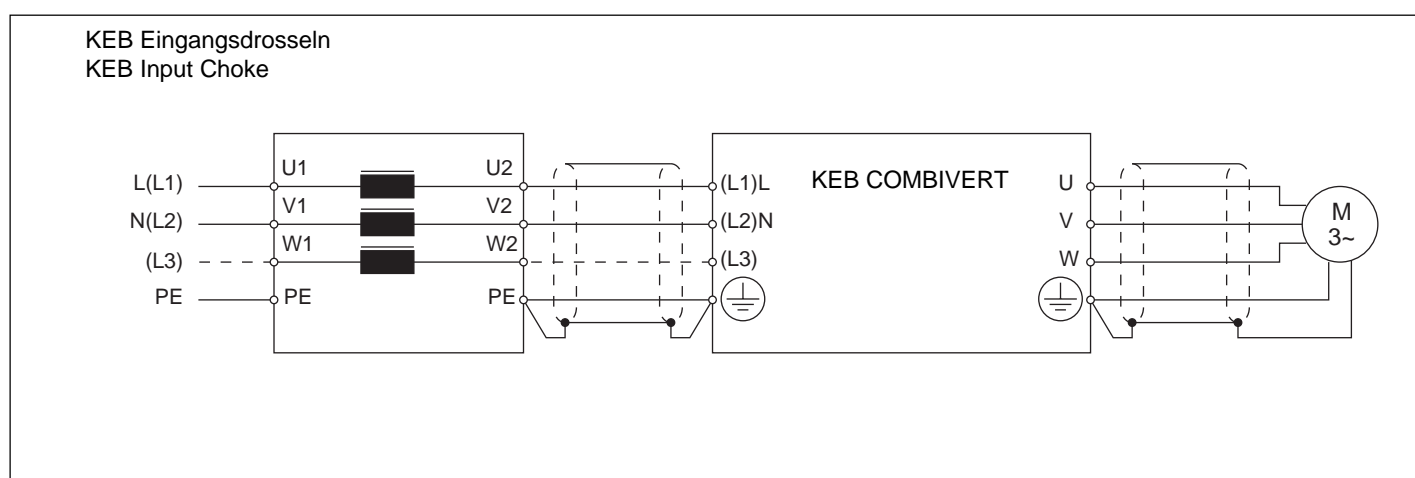 KEB Eingangsdrosseln
KEB Input Choke
L(L1) U1 U2 (L1)L KEB COMBIVERT U
N(L2) V1 V2 (L2)N V M
3~
(L3) W1 W2 (L3) W
PE PE PE